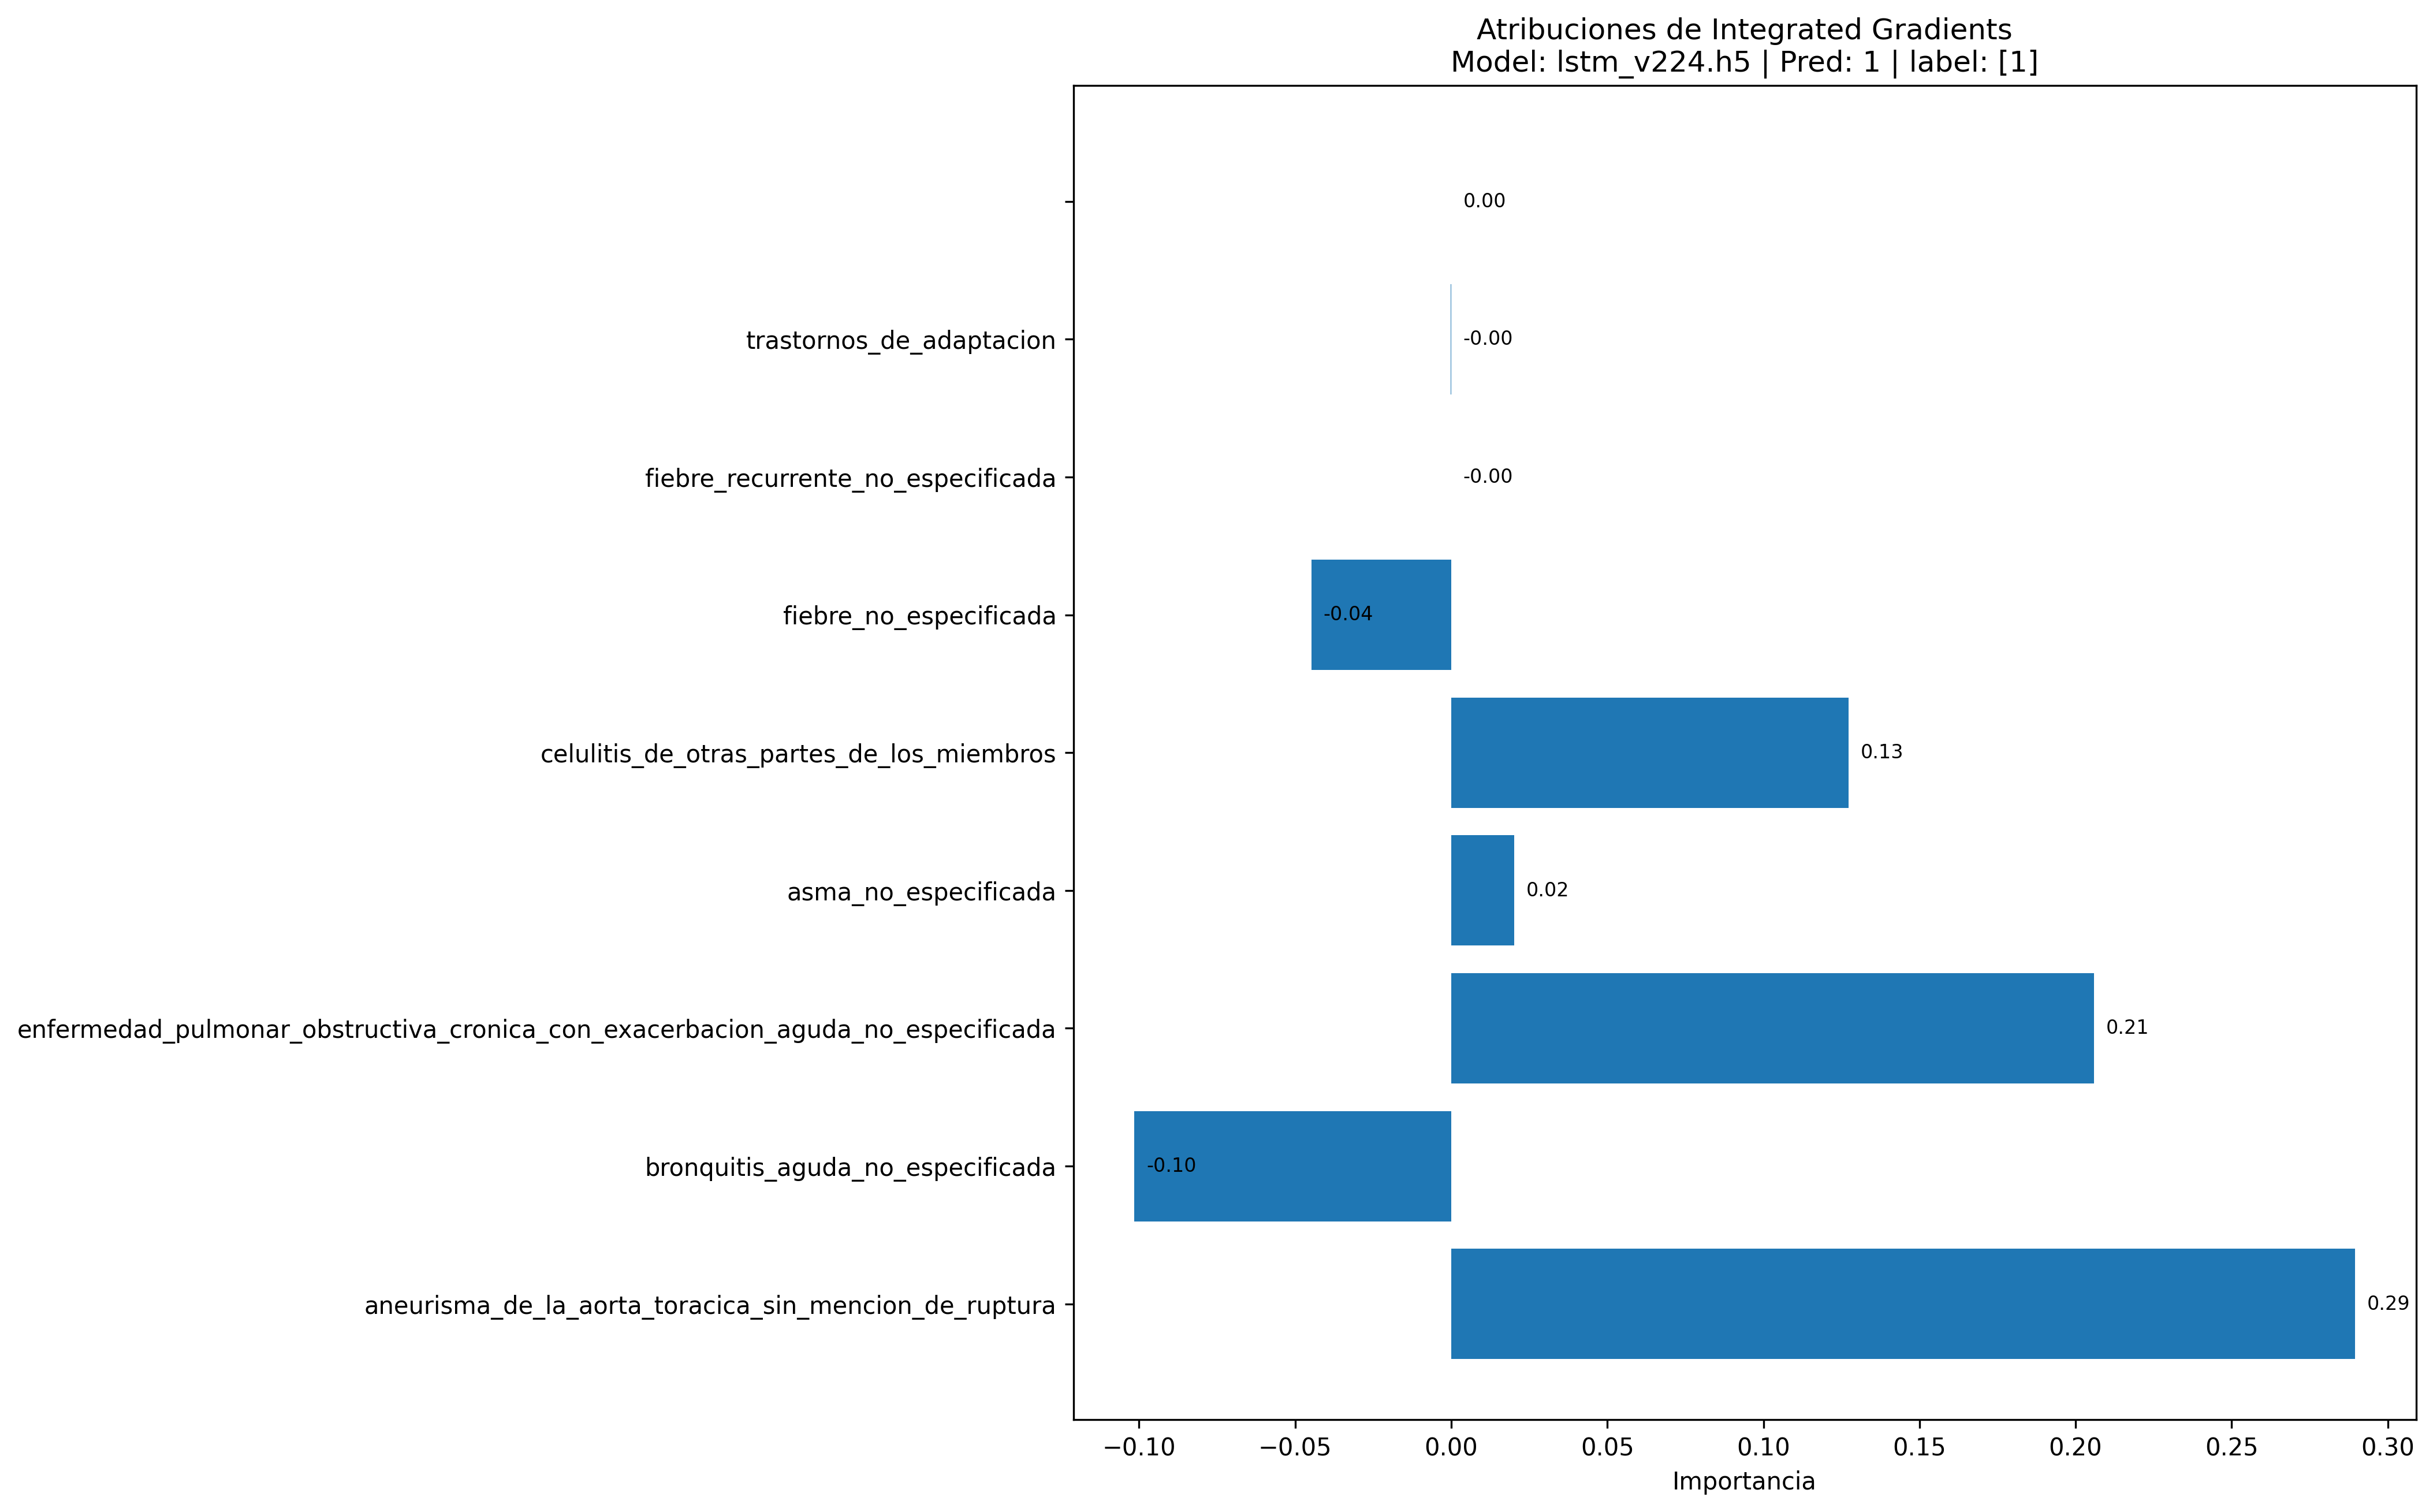 Atribuciones de Integrated Gradients
Model: lstm_v224.h5 | Pred: 1 | label: [1]
0.00
trastornos_de_adaptacion -0.00
fiebre_recurrente_no_especificada -0.00
fiebre_no_especificada -0.04
celulitis_de_otras_partes_de_los_miembros 0.13
asma_no_especificada 0.02
enfermedad_pulmonar_obstructiva_cronica_con_exacerbacion_aguda_no_especificada 0.21
bronquitis_aguda_no_especificada -0.10
aneurisma_de_la_aorta_toracica_sin_mencion_de_ruptura 0.29
−0.10 −0.05 0.00 0.05 0.10 0.15 0.20 0.25 0.30
Importancia